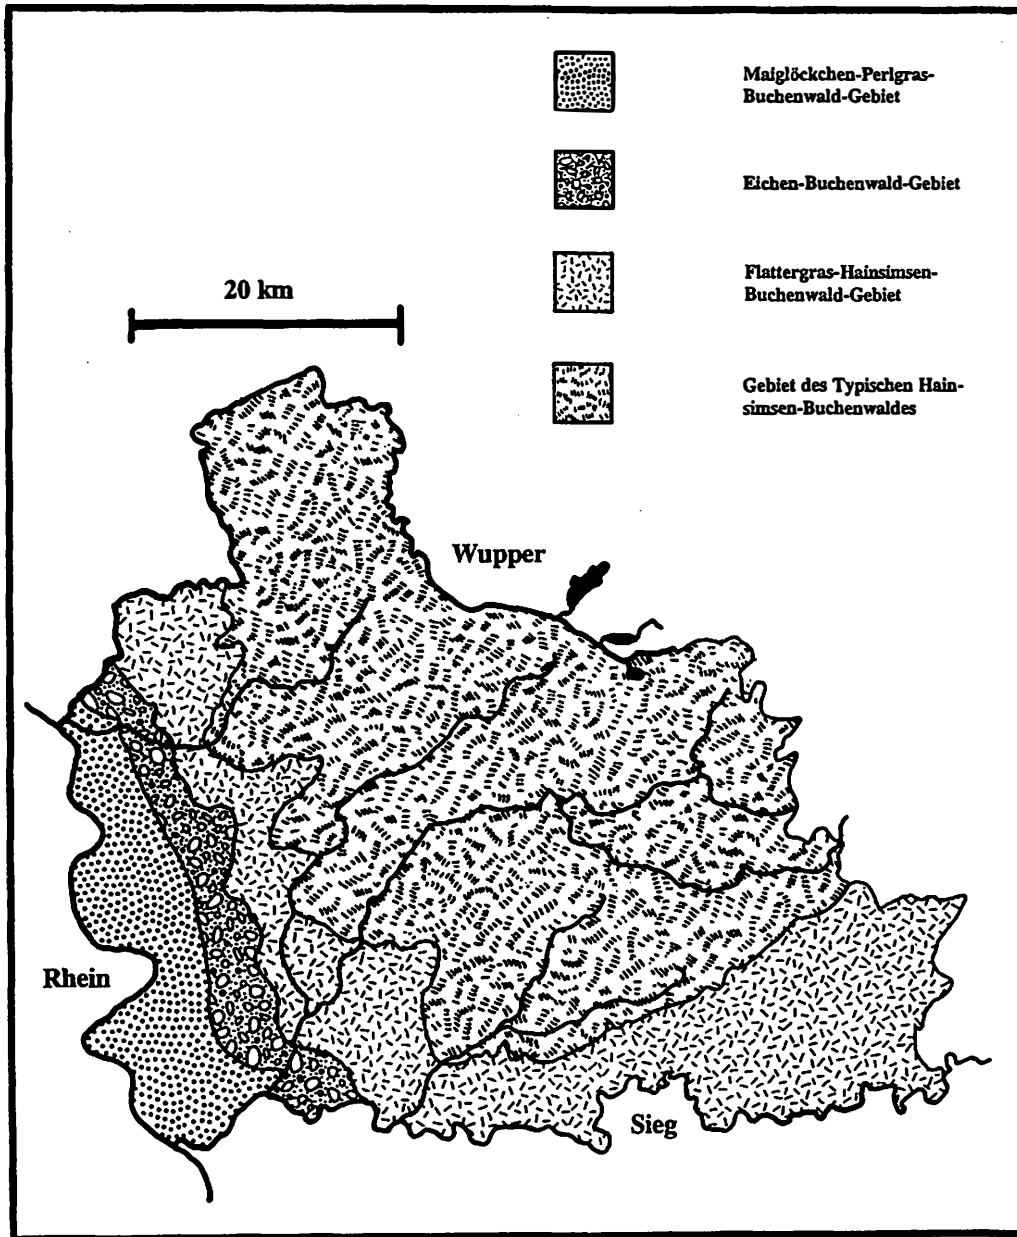 Maiglöckchen-Perlgras-
Buchenwald-Gebiet
Eichen-Buchenwald-Gebiet
Flattergras-Hainsimsen-
Buchenwald-Gebiet
20 km
Gebiet des Typischen Hain-
simsen-Buchenwaldes
Wupper
Rhein
Sieg